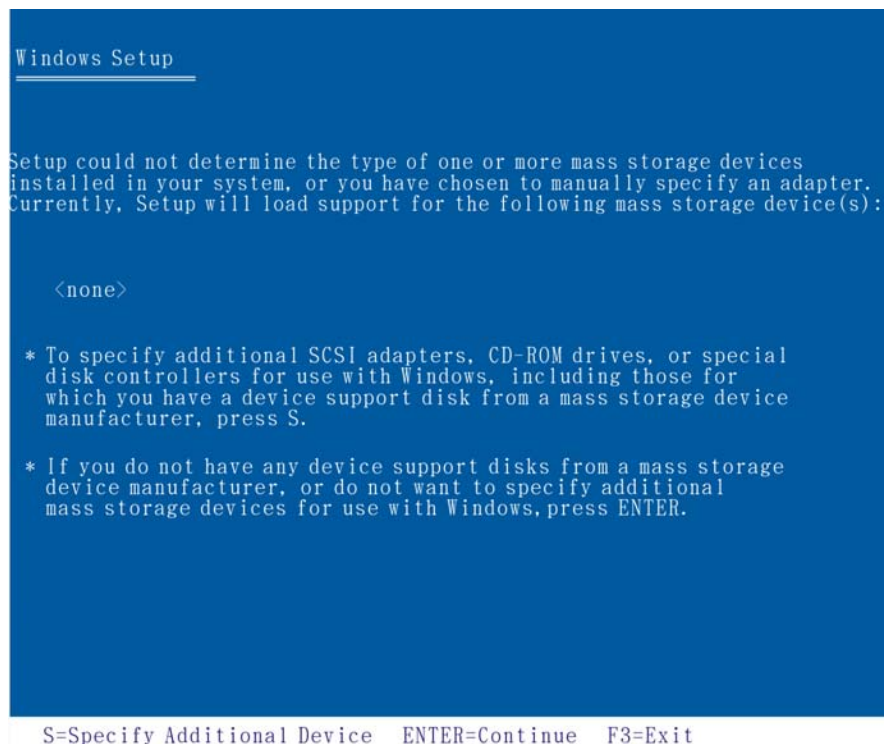 Windows Setup
Setup could not determine the type of one or more mass storage devices
installed in your system, or you have chosen to manually specify an adapter.
Currently, Setup will load support for the following mass storage device(s):
<none>
* To specify additional SCSI adapters, CD-ROM drives, or special
disk controllers for use with Windows, including those for
which you have a device support disk from a mass storage device
manufacturer, press S.
* If you do not have any device support disks from a mass storage
device manufacturer, or do not want to specify additional
mass storage devices for use with Windows,press ENTER.
S=Specify Additional Device ENTER=Continue F3=Exit